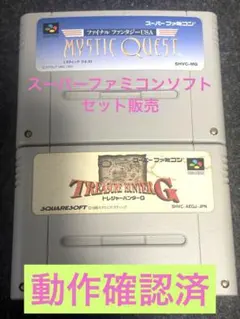 スーパーファミコン
ファイナルファンタジーUSA
MYSTIC QUEST
スーパーファミコンソフト
セット販売
スーパーファミコン
TREASURE HUNTER G
トレジャーハンターG
SQUARESOFT
動作確認済